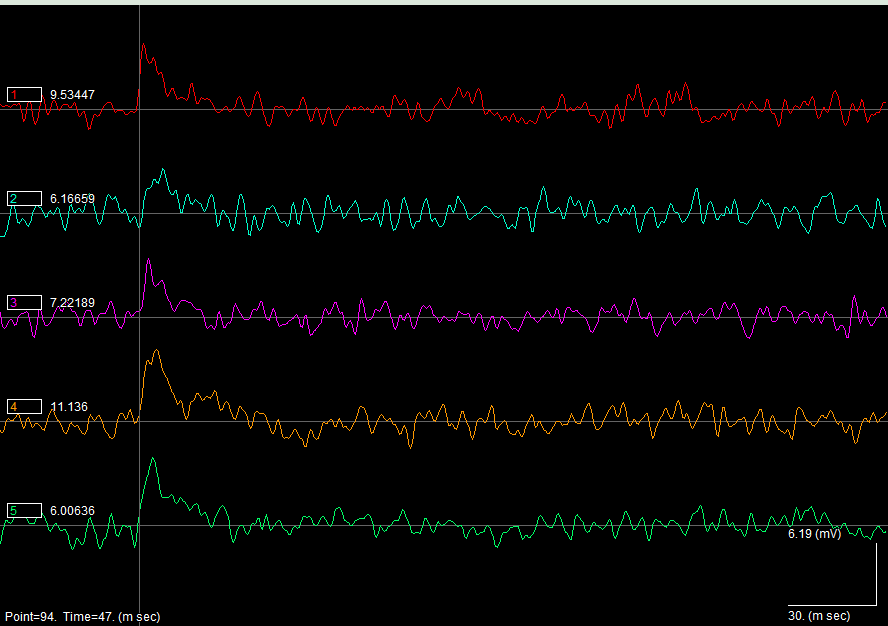 1 9.53447
2 6.16659
3 7.22189
4 11.136
5 6.00636
6.19 (mV)
30. (m sec)
Point=94. Time=47. (m sec)